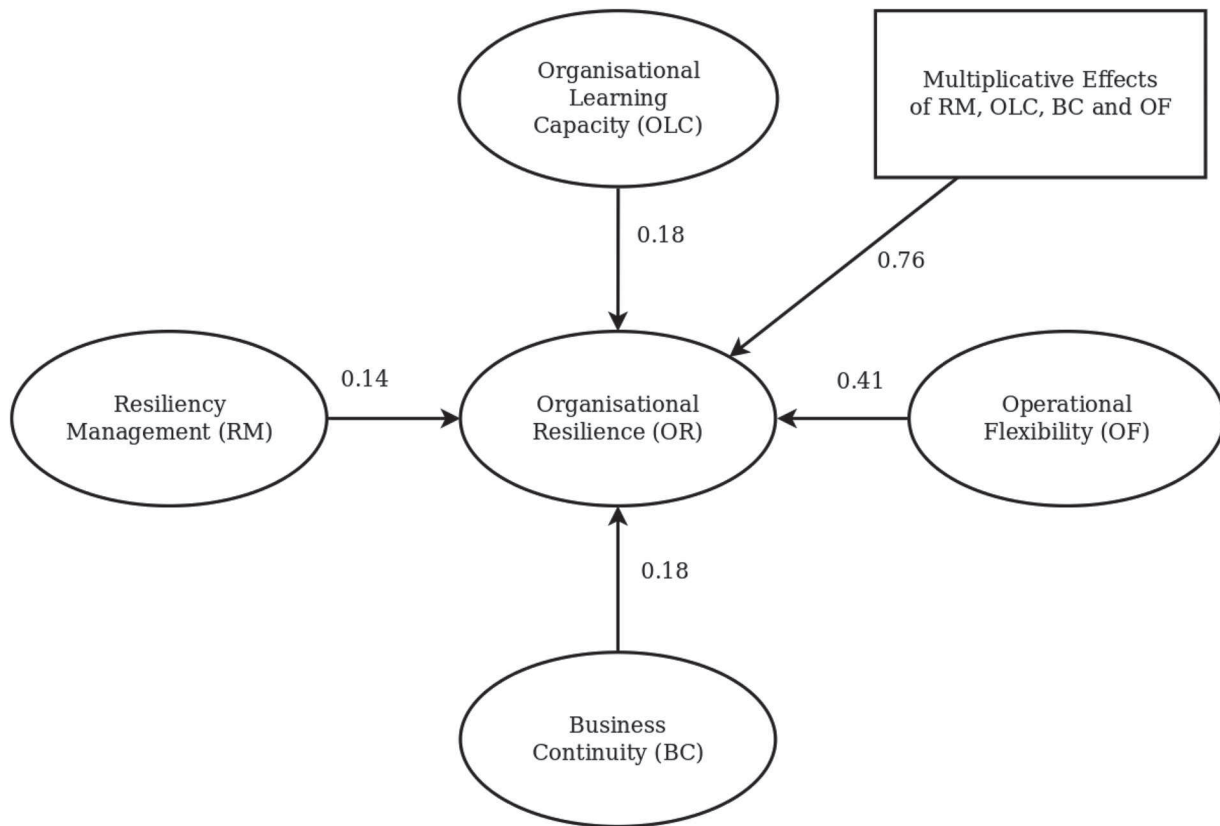 Organisational
Learning
Capacity (OLC)
Multiplicative Effects
of RM, OLC, BC and OF
0.18
0.76
Resiliency
Management (RM)
0.14
Organisational
Resilience (OR)
0.41
Operational
Flexibility (OF)
0.18
Business
Continuity (BC)